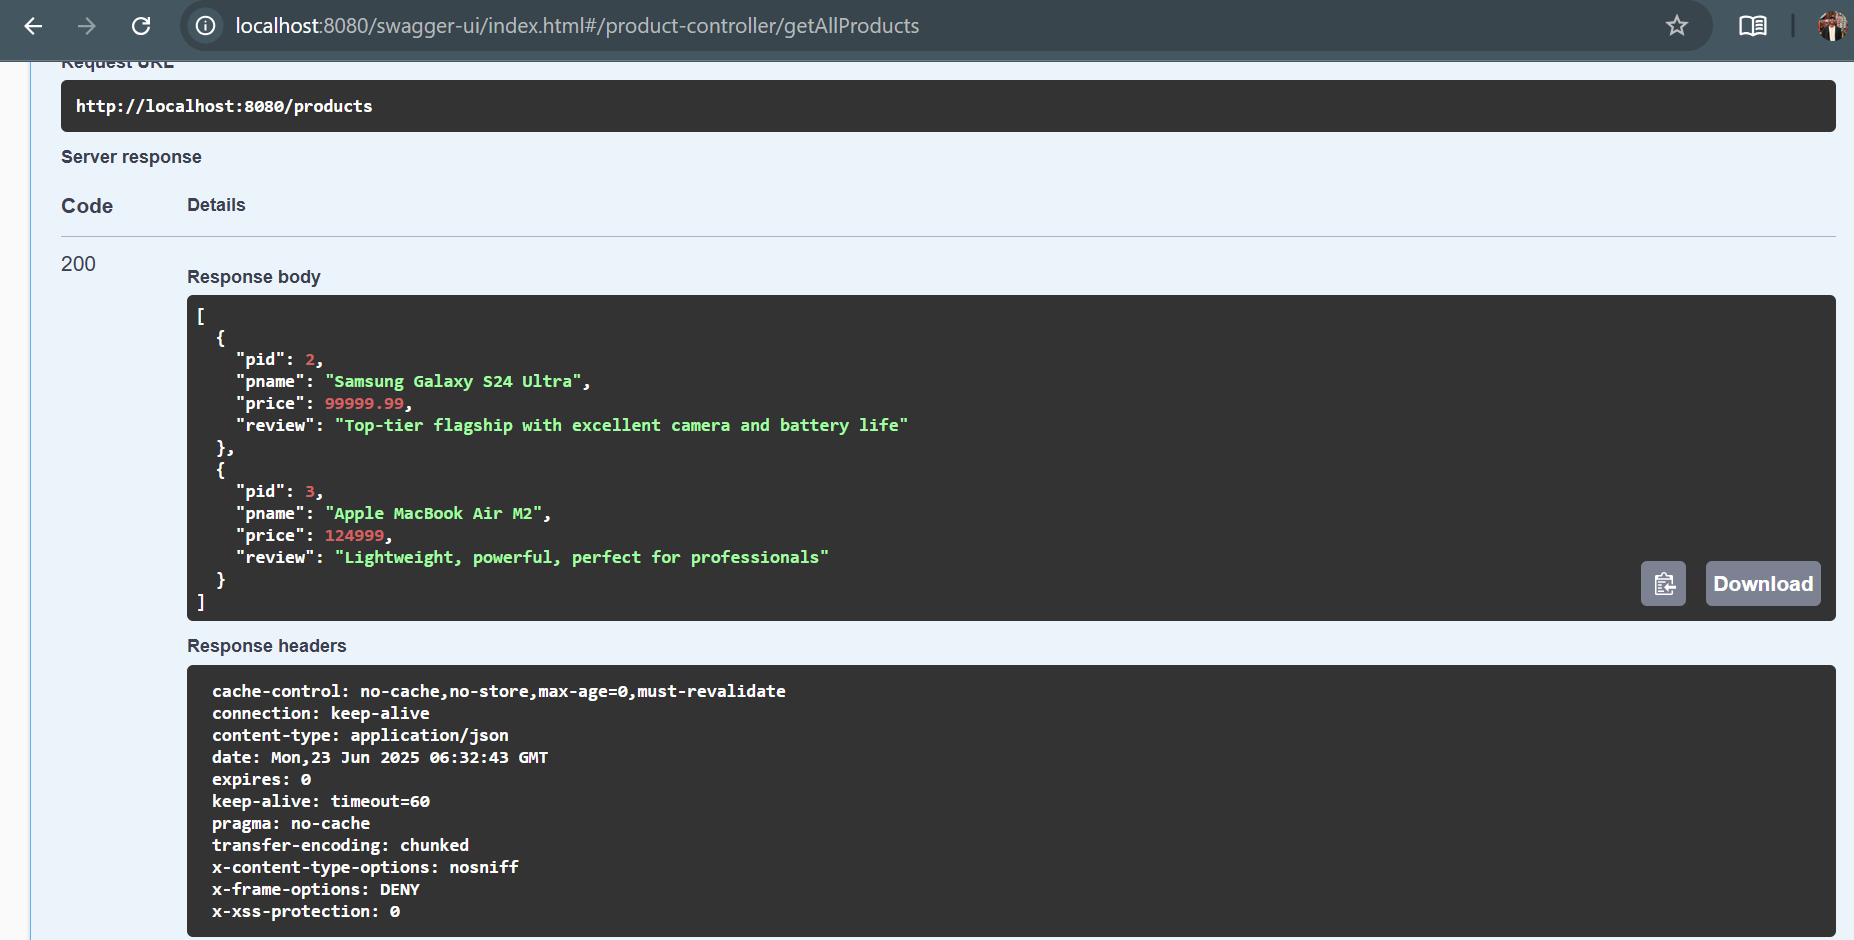 localhost:8080/swagger-ui/index.html#/product-controller/getAllProducts
Request URL
http://localhost:8080/products
Server response
Code Details
200
Response body
[
  {
    "pid": 2,
    "pname": "Samsung Galaxy S24 Ultra",
    "price": 99999.99,
    "review": "Top-tier flagship with excellent camera and battery life"
  },
  {
    "pid": 3,
    "pname": "Apple MacBook Air M2",
    "price": 124999,
    "review": "Lightweight, powerful, perfect for professionals"
  }
]
Download
Response headers
cache-control: no-cache,no-store,max-age=0,must-revalidate
connection: keep-alive
content-type: application/json
date: Mon,23 Jun 2025 06:32:43 GMT
expires: 0
keep-alive: timeout=60
pragma: no-cache
transfer-encoding: chunked
x-content-type-options: nosniff
x-frame-options: DENY
x-xss-protection: 0